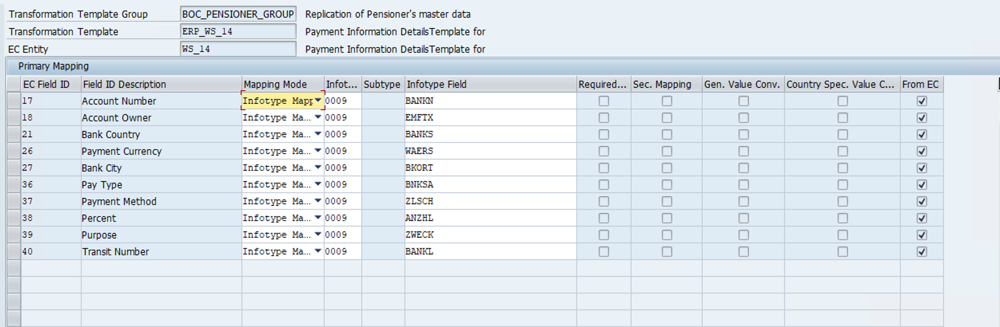 Transformation Template Group BOC_PENSIONER_GROUP Replication of Pensioner's master data
Transformation Template ERP_WS_14 Payment Information DetailsTemplate for
EC Entity WS_14 Payment Information DetailsTemplate for
Primary Mapping
EC Field ID Field ID Description Mapping Mode Infot... Subtype Infotype Field Required... Sec. Mapping Gen. Value Conv. Country Spec. Value C... From EC
17 Account Number Infotype Mapp 0009 BANKN
18 Account Owner Infotype Ma... 0009 EMFTX
21 Bank Country Infotype Ma... 0009 BANKS
26 Payment Currency Infotype Ma... 0009 WAERS
27 Bank City Infotype Ma... 0009 BKORT
36 Pay Type Infotype Ma... 0009 BNKSA
37 Payment Method Infotype Ma... 0009 ZLSCH
38 Percent Infotype Ma... 0009 ANZHL
39 Purpose Infotype Ma... 0009 ZWECK
40 Transit Number Infotype Ma... 0009 BANKL